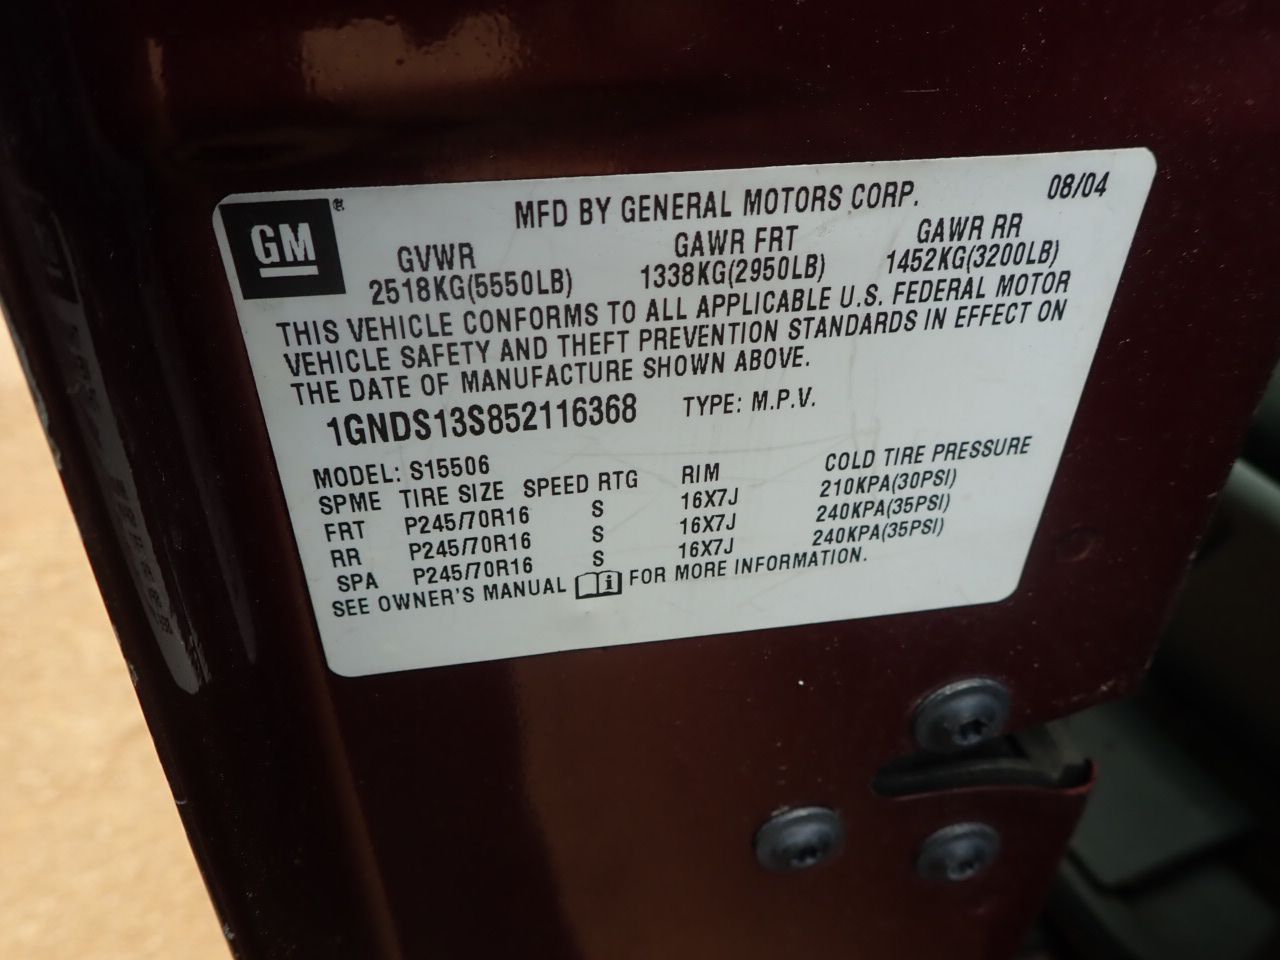 GM®
MFD BY GENERAL MOTORS CORP. 08/04
GVWR GAWR FRT GAWR RR
2518KG(5550LB) 1338KG(2950LB) 1452KG(3200LB)
THIS VEHICLE CONFORMS TO ALL APPLICABLE U.S. FEDERAL MOTOR
VEHICLE SAFETY AND THEFT PREVENTION STANDARDS IN EFFECT ON
THE DATE OF MANUFACTURE SHOWN ABOVE.
1GNDS13S852116368 TYPE: M.P.V.
MODEL: S15506
SPME TIRE SIZE SPEED RTG RIM COLD TIRE PRESSURE
FRT P245/70R16 S 16X7J 210KPA(30PSI)
RR P245/70R16 S 16X7J 240KPA(35PSI)
SPA P245/70R16 S 16X7J 240KPA(35PSI)
SEE OWNER'S MANUAL i FOR MORE INFORMATION.